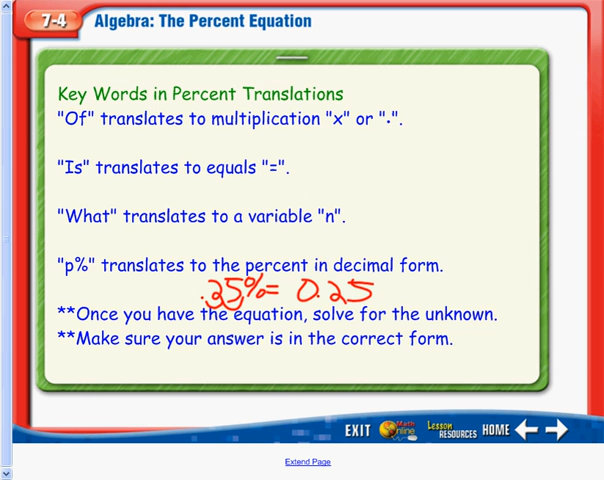 7-4 Algebra: The Percent Equation
Key Words in Percent Translations
"Of" translates to multiplication "x" or "·".
"Is" translates to equals "=".
"What" translates to a variable "n".
"p%" translates to the percent in decimal form.
.25%= 0.25
**Once you have the equation, solve for the unknown.
**Make sure your answer is in the correct form.
EXIT Math Online Lesson RESOURCES HOME
Extend Page